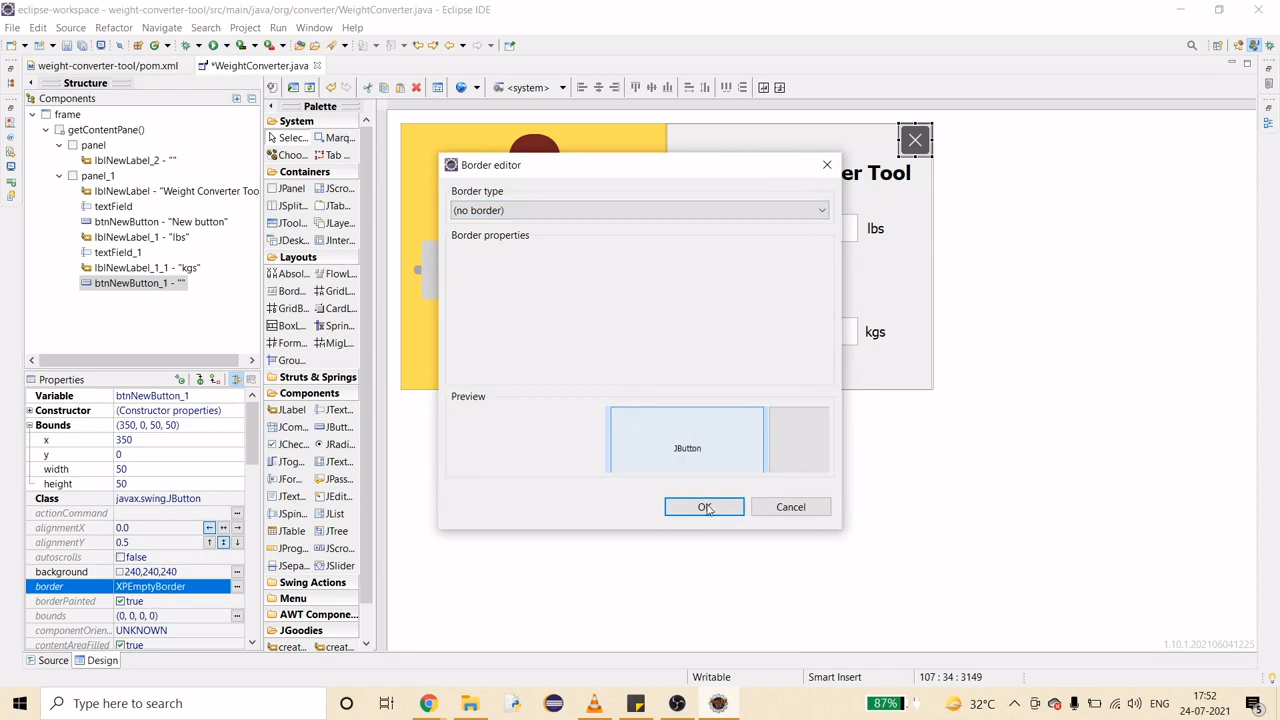 eclipse-workspace - weight-converter-tool/src/main/java/org/converter/WeightConverter.java - Eclipse IDE
File Edit Source Refactor Navigate Search Project Run Window Help
<system>
weight-converter-tool/pom.xml
*WeightConverter.java
Structure
Components
frame
getContentPane()
panel
lblNewLabel_2 - ""
panel_1
lblNewLabel - "Weight Converter Too
textField
btnNewButton - "New button"
lblNewLabel_1 - "lbs"
textField_1
lblNewLabel_1_1 - "kgs"
btnNewButton_1 - ""
Properties
Variable btnNewButton_1
Constructor (Constructor properties)
Bounds (350, 0, 50, 50)
x 350
y 0
width 50
height 50
Class javax.swing.JButton
actionCommand
alignmentX 0.0
alignmentY 0.5
autoscrolls false
background 240,240,240
border XPEmptyBorder
borderPainted true
bounds (0, 0, 0, 0)
componentOrien... UNKNOWN
contentAreaFilled true
Source Design
Palette
System
Selec... Marq...
Choo... Tab ...
Containers
JPanel JScro...
JSplit... JTab...
JTool... JLaye...
JDesk... JInter...
Layouts
Absol... FlowL...
Bord... GridL...
GridB... CardL...
BoxL... Sprin...
Form... MigL...
Grou...
Struts & Springs
Components
JLabel JText...
JCom... JButt...
JChec... JRadi...
JTog... JText...
JFor... JPass...
JText... JEdit...
JSpin... JList
JTable JTree
JProg... JScro...
JSepa... JSlider
Swing Actions
Menu
AWT Compone...
JGoodies
creat... creat...
er Tool
lbs
kgs
Border editor
Border type
(no border)
Border properties
Preview
JButton
OK Cancel
1.10.1.202106041225
Writable Smart Insert 107 : 34 : 3149
Type here to search
87%
32°C
17:52
24-07-2021
5